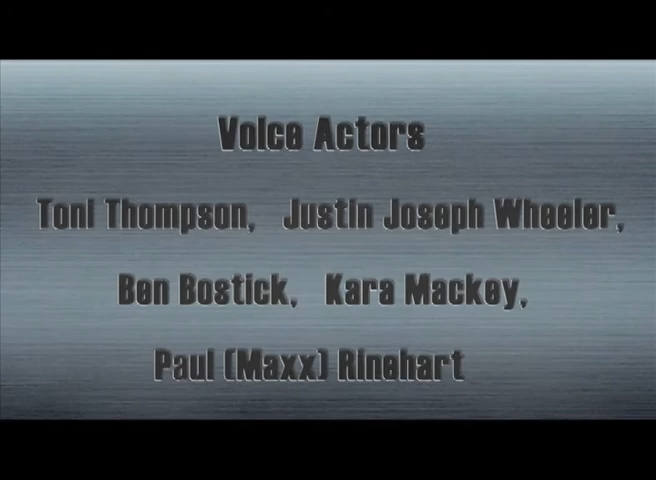 Voice Actors
Toni Thompson, Justin Joseph Wheeler,
Ben Bostick, Kara Mackey,
Paul (Maxx) Rinehart